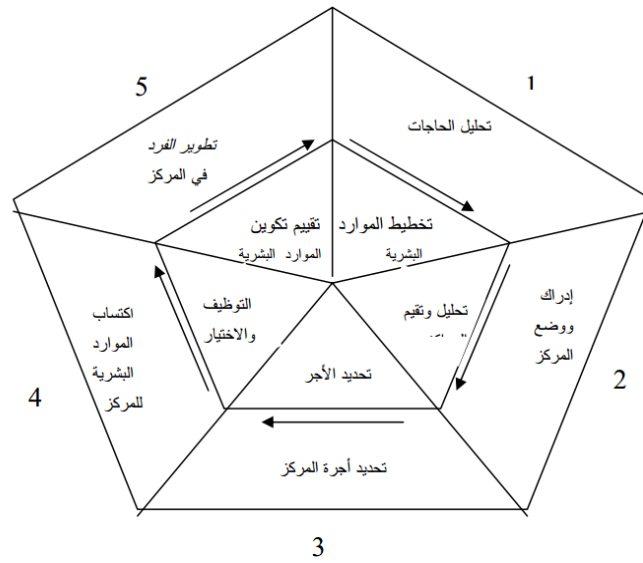 5
1
تحليل الحاجات
تطوير الفرد
في المركز
تخطيط الموارد
البشرية
تقييم تكوين
الموارد البشرية
إدراك
ووضع
المركز
تحليل وتقيم
التوظيف
والاختيار
اكتساب
الموارد
البشرية
للمركز
4
2
تحديد الأجر
تحديد أجرة المركز
3